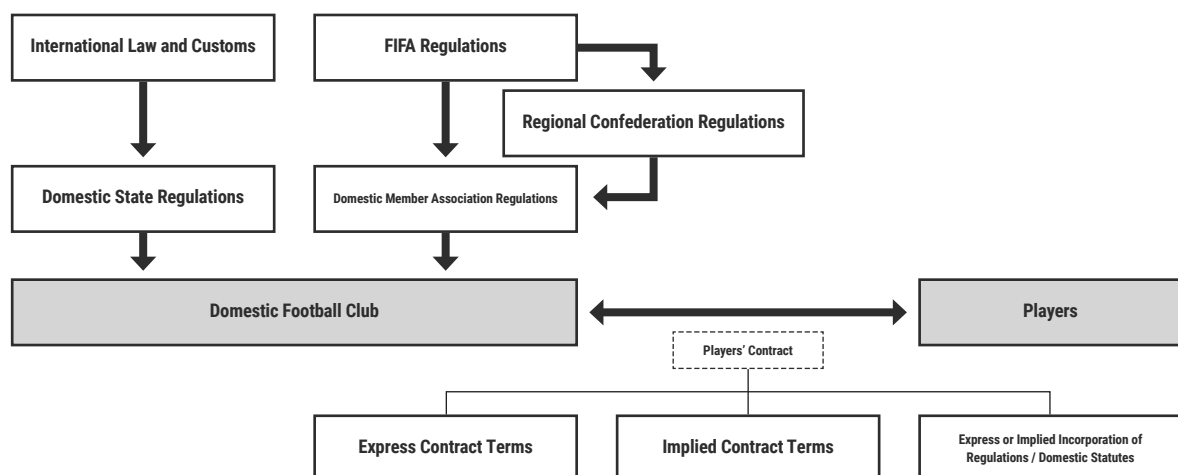 International Law and Customs
FIFA Regulations
Regional Confederation Regulations
Domestic State Regulations
Domestic Member Association Regulations
Domestic Football Club
Players
Players’ Contract
Express Contract Terms
Implied Contract Terms
Express or Implied Incorporation of
Regulations / Domestic Statutes